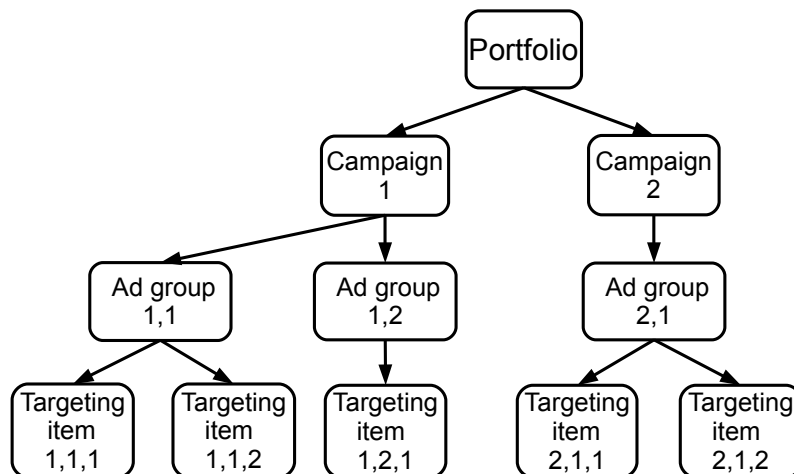 Portfolio
Campaign
1
Campaign
2
Ad group
1,1
Ad group
1,2
Ad group
2,1
Targeting
item
1,1,1
Targeting
item
1,1,2
Targeting
item
1,2,1
Targeting
item
2,1,1
Targeting
item
2,1,2